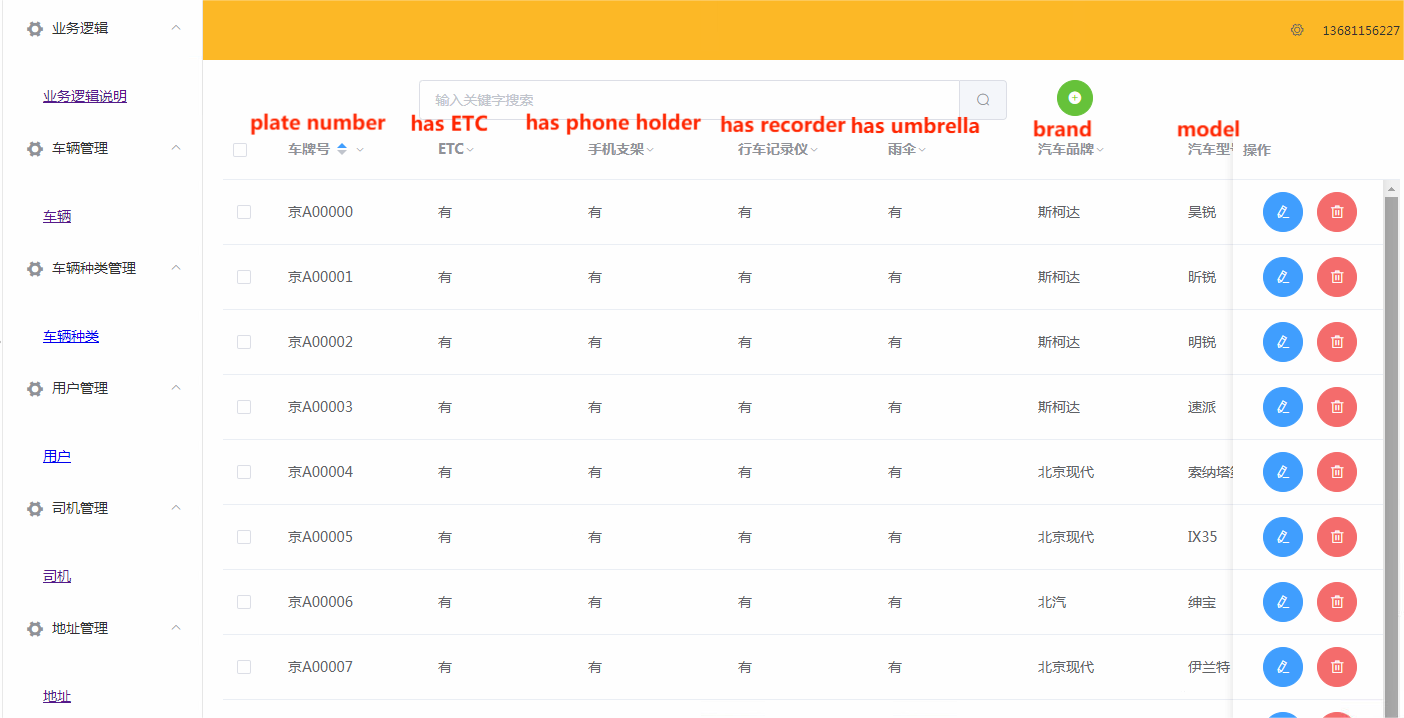 业务逻辑
业务逻辑说明
车辆管理
车辆
车辆种类管理
车辆种类
用户管理
用户
司机管理
司机
地址管理
地址
13681156227
输入关键字搜索
plate number has ETC has phone holder has recorder has umbrella brand model
车牌号 ETC 手机支架 行车记录仪 雨伞 汽车品牌 汽车型 操作
京A00000 有 有 有 有 斯柯达 昊锐
京A00001 有 有 有 有 斯柯达 昕锐
京A00002 有 有 有 有 斯柯达 明锐
京A00003 有 有 有 有 斯柯达 速派
京A00004 有 有 有 有 北京现代 索纳塔
京A00005 有 有 有 有 北京现代 IX35
京A00006 有 有 有 有 北汽 绅宝
京A00007 有 有 有 有 北京现代 伊兰特